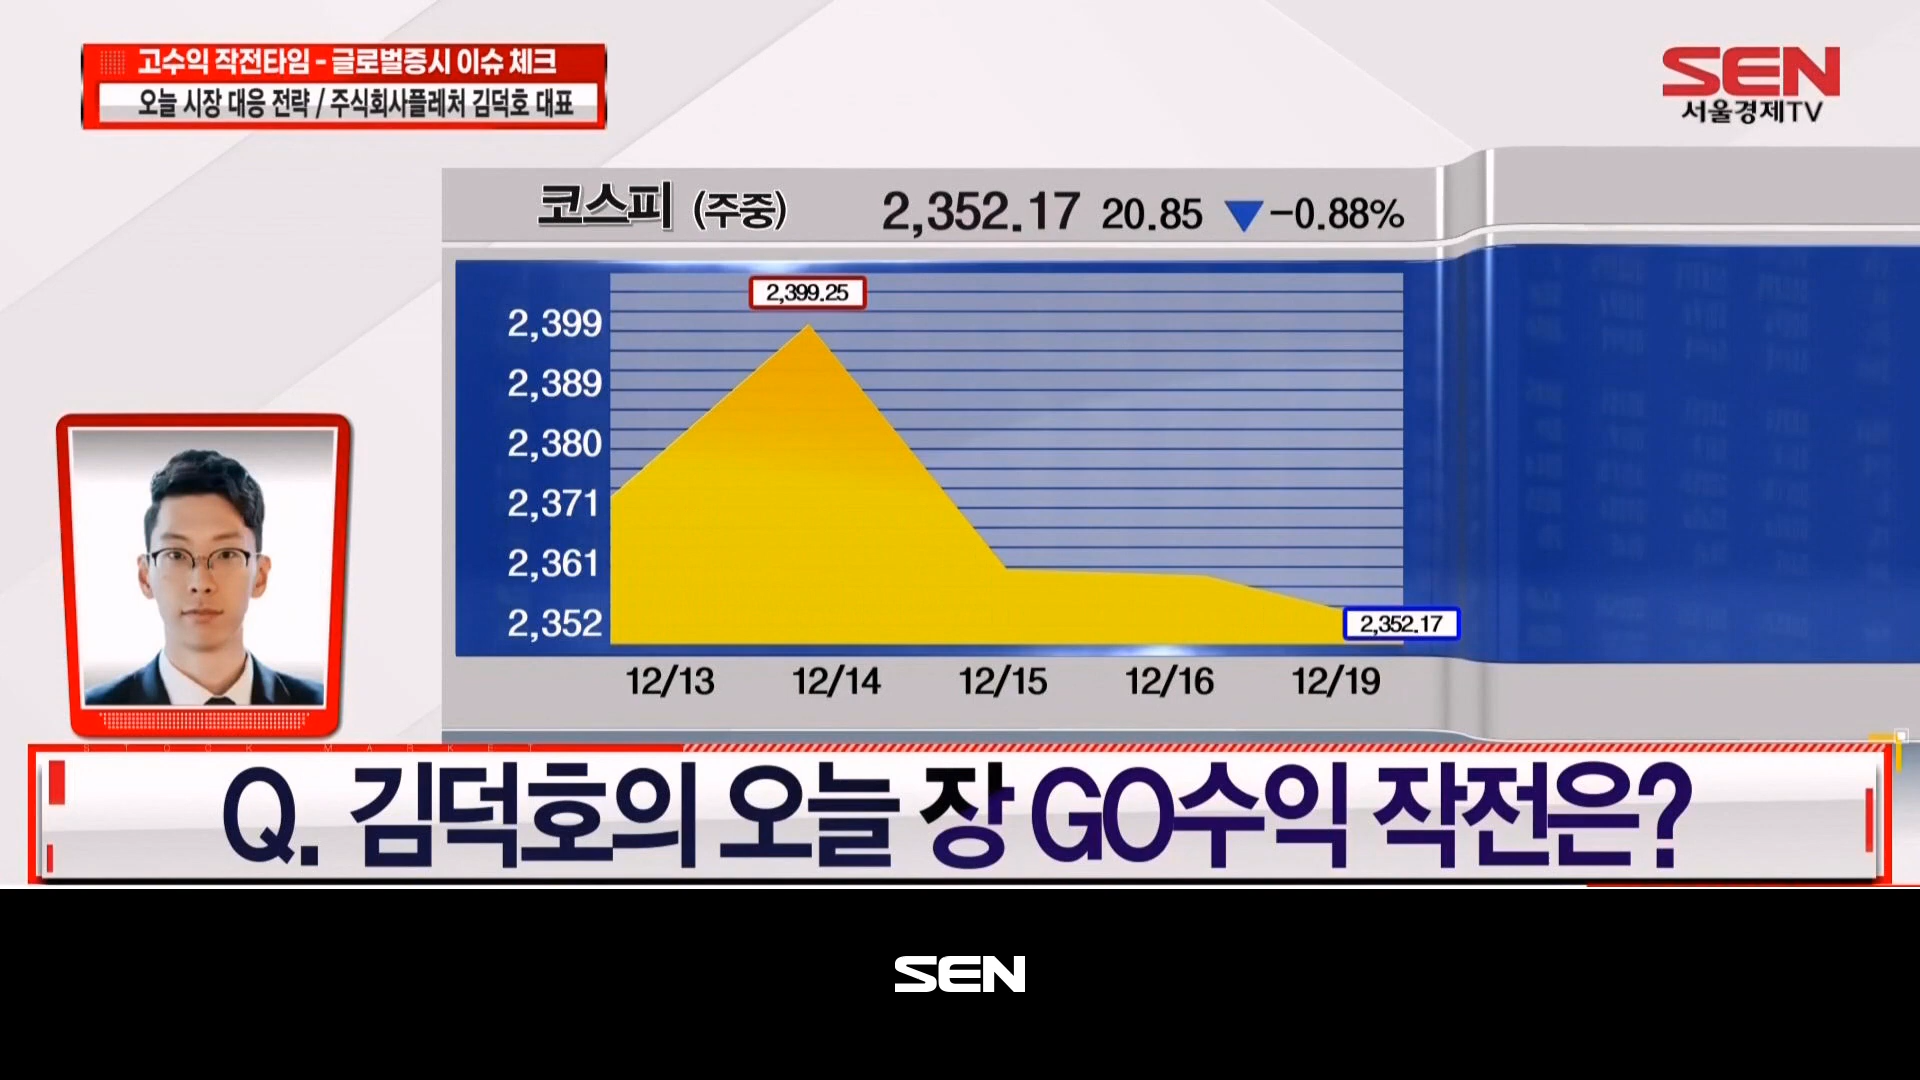 고수익 작전타임 - 글로벌증시 이슈 체크
오늘 시장 대응 전략 / 주식회사플레처 김덕호 대표
SEN
서울경제TV
코스피 (주중) 2,352.17 20.85 ▼-0.88%
2,399.25
2,399
2,389
2,380
2,371
2,361
2,352
2,352.17
12/13 12/14 12/15 12/16 12/19
STOCK MARKET
Q. 김덕호의 오늘 장 GO수익 작전은?
SEN